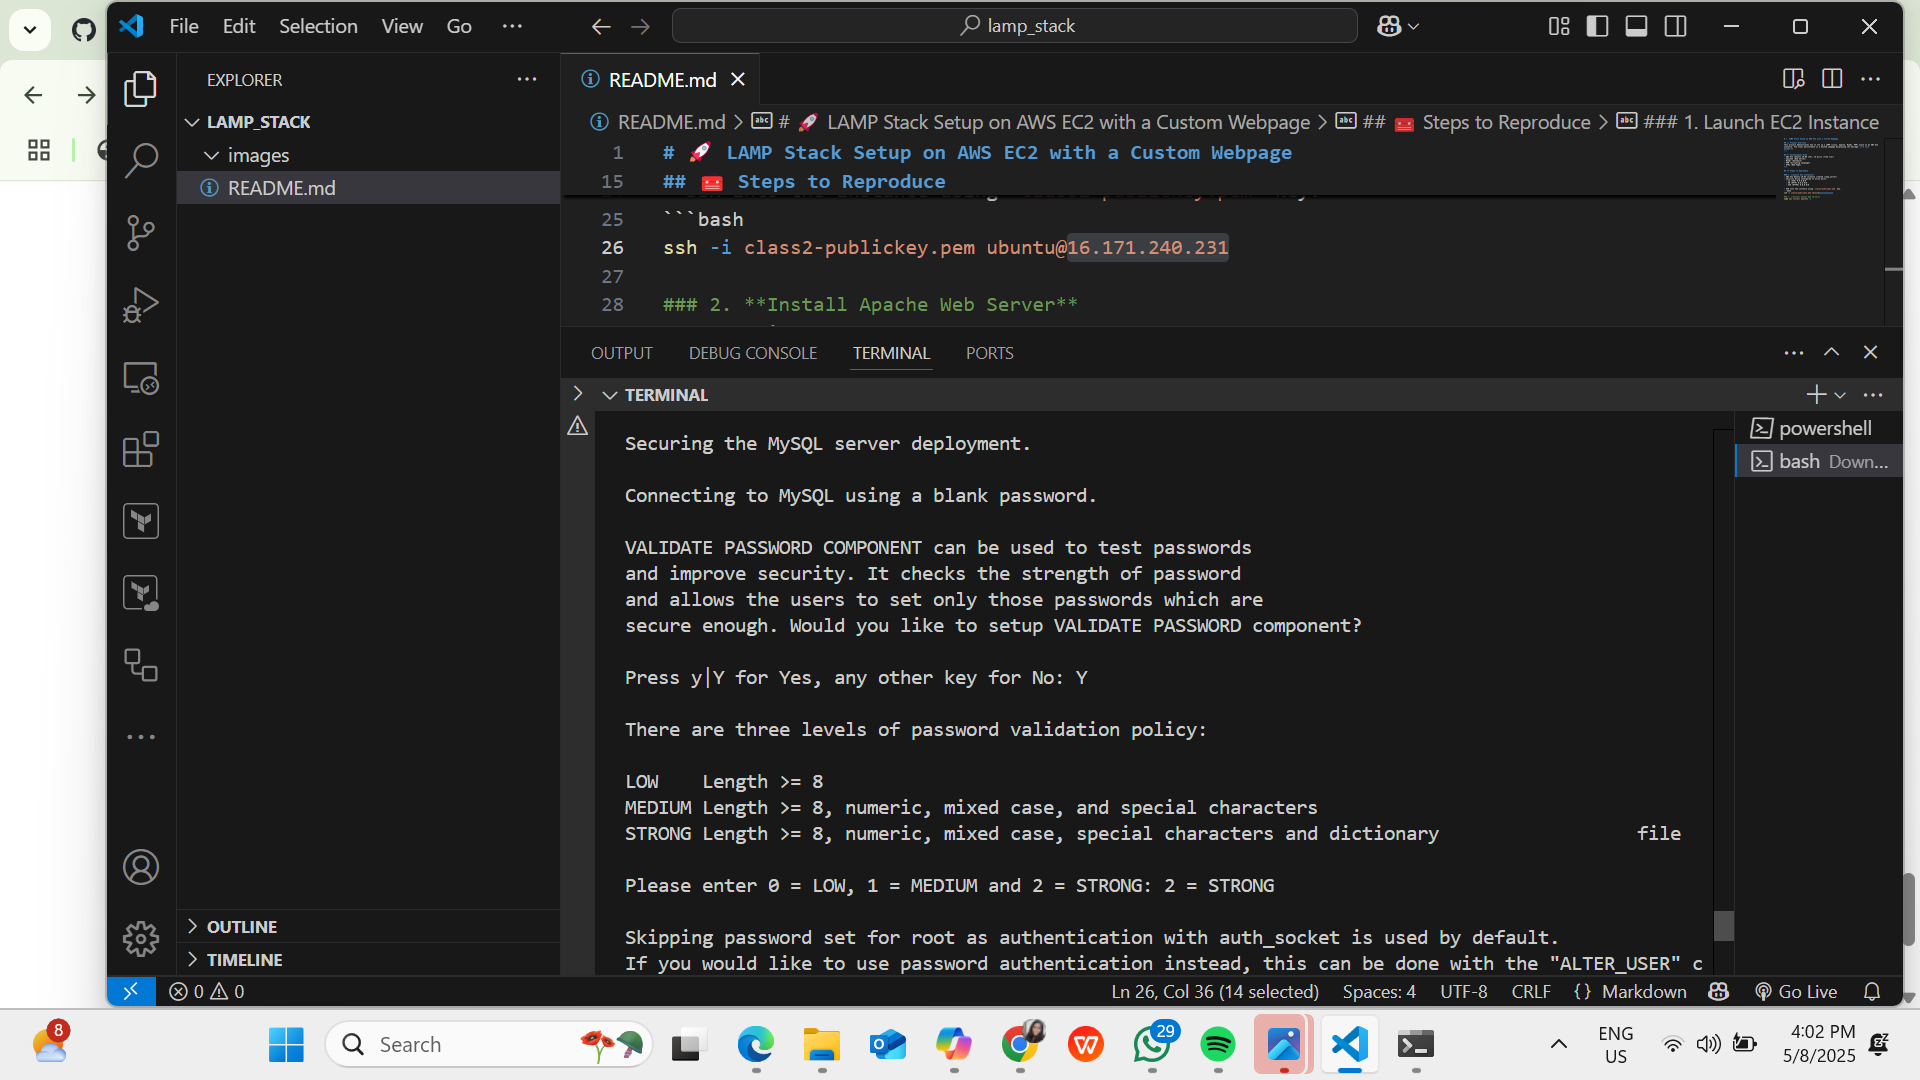 File Edit Selection View Go ···
lamp_stack
EXPLORER ···
LAMP_STACK
images
README.md
OUTLINE
TIMELINE
README.md
README.md > # 🚀 LAMP Stack Setup on AWS EC2 with a Custom Webpage > ## 🧰 Steps to Reproduce > ### 1. Launch EC2 Instance
1 # 🚀 LAMP Stack Setup on AWS EC2 with a Custom Webpage
15 ## 🧰 Steps to Reproduce
25 ```bash
26 ssh -i class2-publickey.pem ubuntu@16.171.240.231
27
28 ### 2. **Install Apache Web Server**
OUTPUT DEBUG CONSOLE TERMINAL PORTS
TERMINAL
powershell
bash Down...
Securing the MySQL server deployment.
Connecting to MySQL using a blank password.
VALIDATE PASSWORD COMPONENT can be used to test passwords
and improve security. It checks the strength of password
and allows the users to set only those passwords which are
secure enough. Would you like to setup VALIDATE PASSWORD component?
Press y|Y for Yes, any other key for No: Y
There are three levels of password validation policy:
LOW    Length >= 8
MEDIUM Length >= 8, numeric, mixed case, and special characters
STRONG Length >= 8, numeric, mixed case, special characters and dictionary                  file
Please enter 0 = LOW, 1 = MEDIUM and 2 = STRONG: 2 = STRONG
Skipping password set for root as authentication with auth_socket is used by default.
If you would like to use password authentication instead, this can be done with the "ALTER_USER" c
0 0
Ln 26, Col 36 (14 selected) Spaces: 4 UTF-8 CRLF {} Markdown Go Live
8
Search
29
ENG
US
4:02 PM
5/8/2025